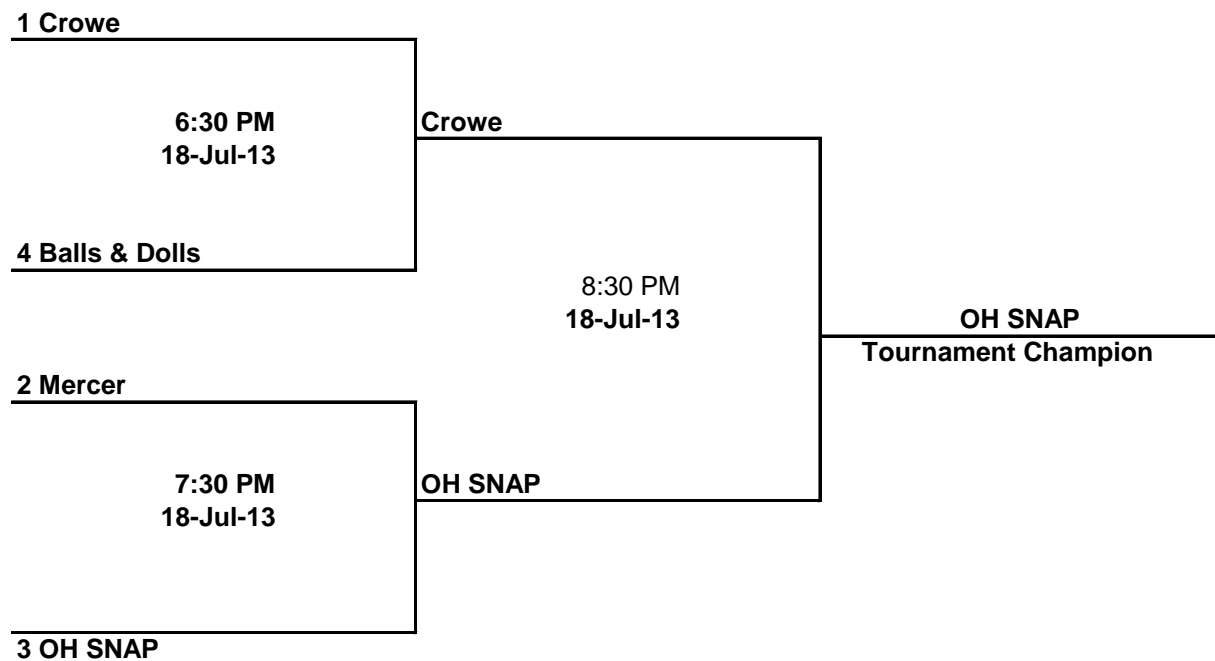 1 Crowe
6:30 PM
18-Jul-13
Crowe
4 Balls & Dolls
8:30 PM
18-Jul-13
OH SNAP
Tournament Champion
2 Mercer
7:30 PM
18-Jul-13
OH SNAP
3 OH SNAP